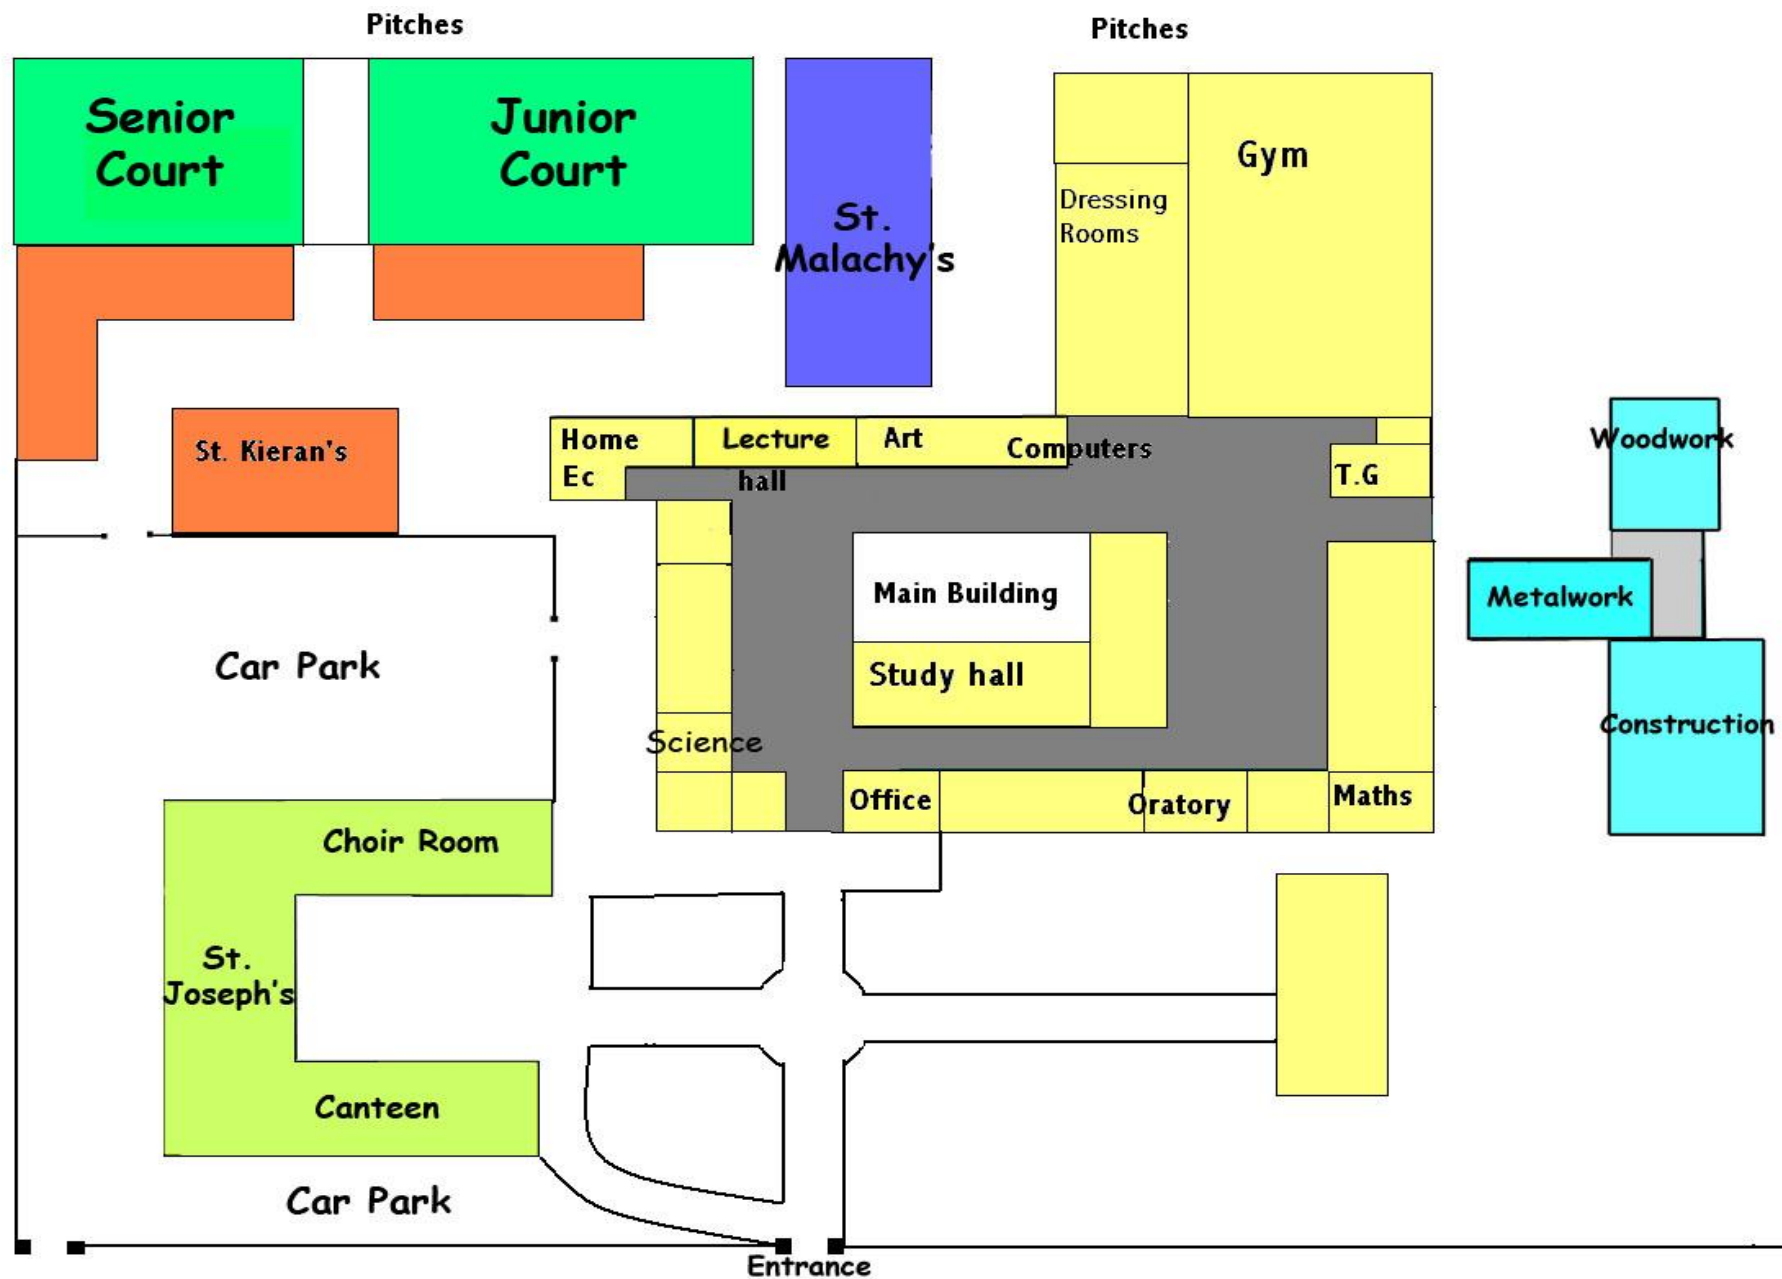 Pitches
Pitches
Senior
Court
Junior
Court
St.
Malachy's
Gym
Dressing
Rooms
St. Kieran's
Home
Ec
Lecture
hall
Art
Computers
T.G
Woodwork
Main Building
Metalwork
Car Park
Study hall
Construction
Science
Office
Oratory
Maths
Choir Room
St.
Joseph's
Canteen
Car Park
Entrance